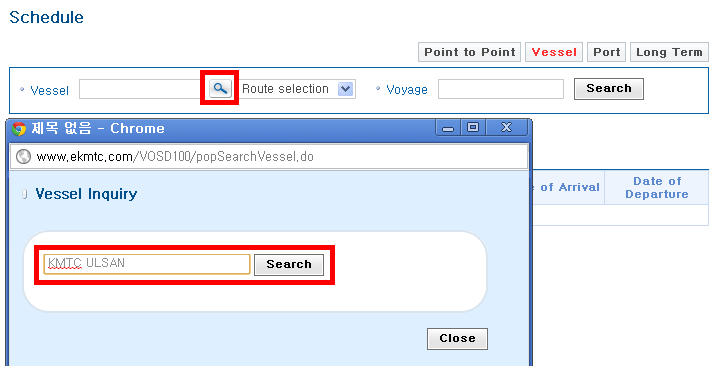 Schedule
Point to Point Vessel Port Long Term
Vessel Route selection Voyage Search
제목 없음 - Chrome
www.ekmtc.com/VOSD100/popSearchVessel.do
of Arrival Date of Departure
Vessel Inquiry
KMTC ULSAN Search
Close